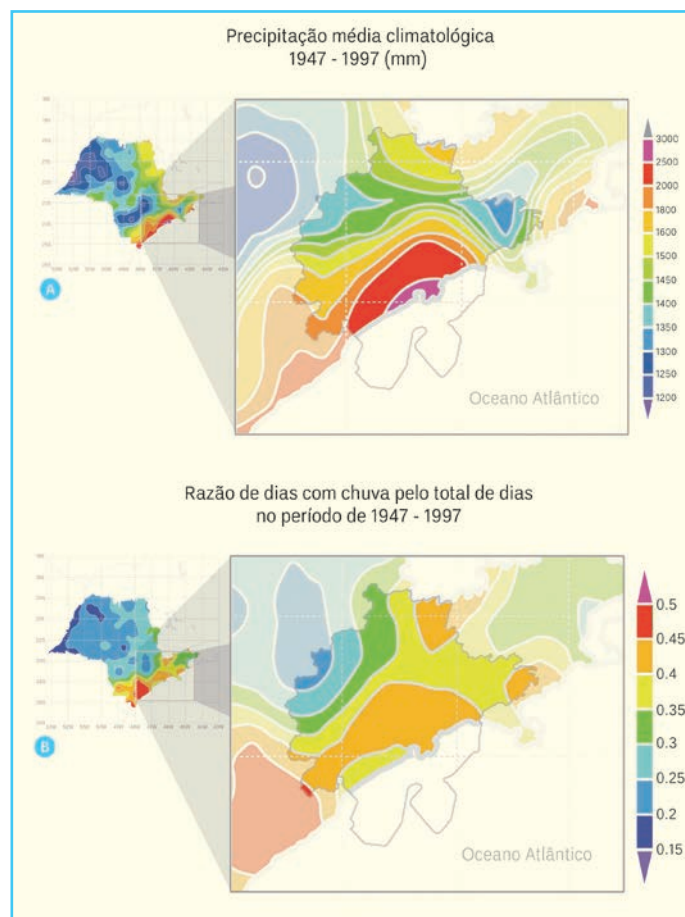 Precipitação média climatológica
1947 - 1997 (mm)
3000
2500
2000
1800
1600
1500
1450
1400
1350
1300
1250
1200
A
Oceano Atlântico
Razão de dias com chuva pelo total de dias
no período de 1947 - 1997
0.5
0.45
0.4
0.35
0.3
0.25
0.2
0.15
B
Oceano Atlântico